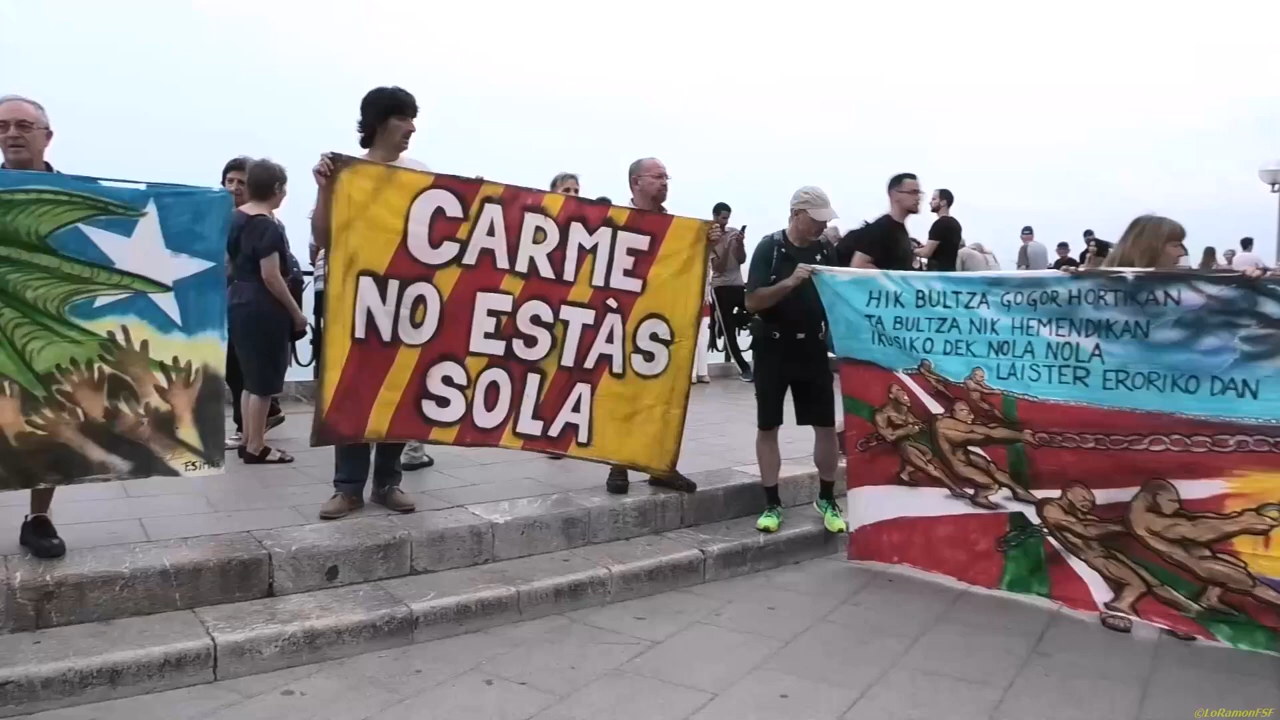 CARME
NO ESTÀS
SOLA
HIK BULTZA GOGOR HORTIKAN
TA BULTZA NIK HEMENDIKAN
IKUSIKO DEK NOLA NOLA
LAISTER ERORIKO DAN
©LoRamonFSF